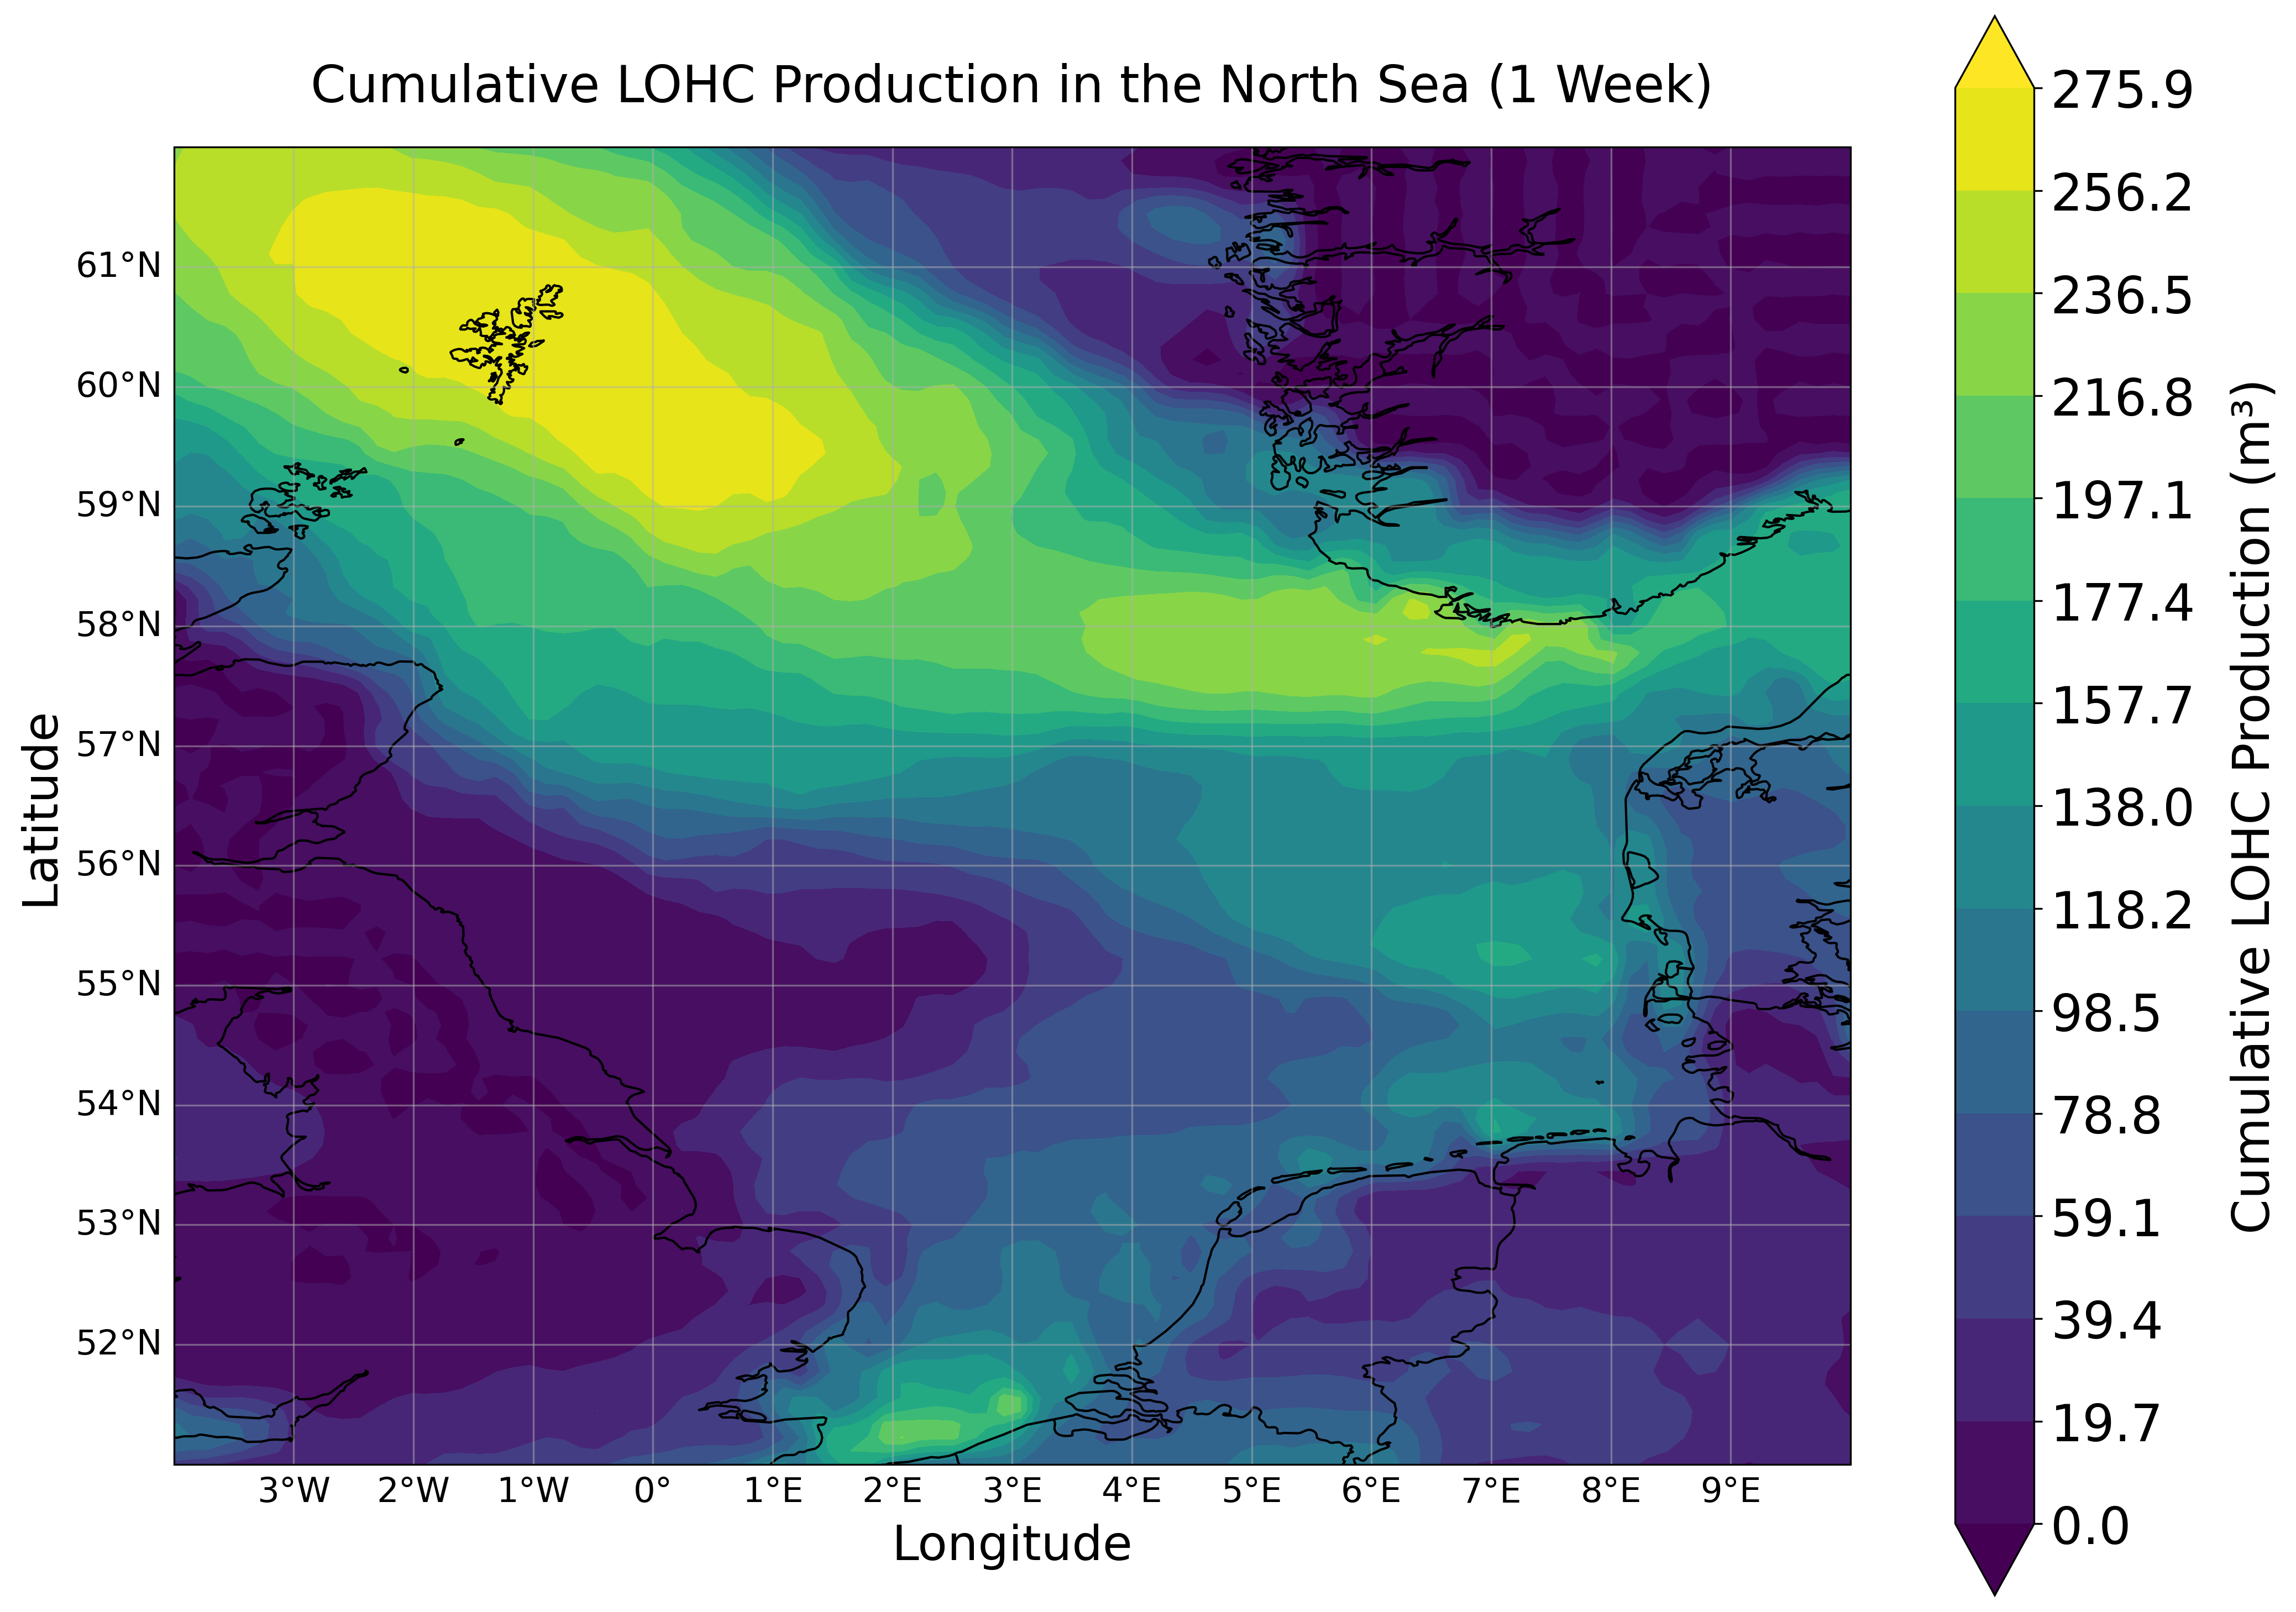 Cumulative LOHC Production in the North Sea (1 Week)
61°N
60°N
59°N
58°N
57°N
56°N
55°N
54°N
53°N
52°N
Latitude
3°W 2°W 1°W 0° 1°E 2°E 3°E 4°E 5°E 6°E 7°E 8°E 9°E
Longitude
275.9
256.2
236.5
216.8
197.1
177.4
157.7
138.0
118.2
98.5
78.8
59.1
39.4
19.7
0.0
Cumulative LOHC Production (m³)